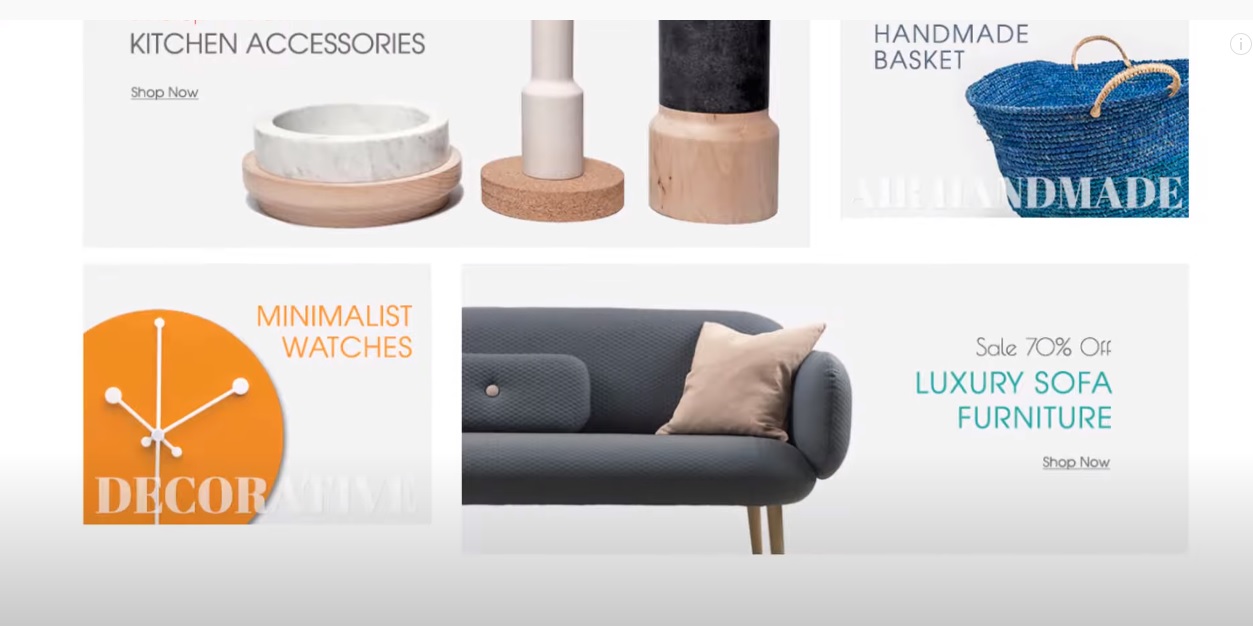 KITCHEN ACCESSORIES
Shop Now
HANDMADE
BASKET
AIR HANDMADE
MINIMALIST
WATCHES
DECORATIVE
Sale 70% Off
LUXURY SOFA
FURNITURE
Shop Now